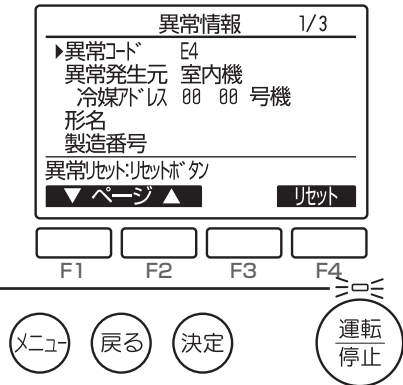 異常情報 1/3
▶異常コード E4
異常発生元 室内機
冷媒アドレス 00 00 号機
形名
製造番号
異常リセット:リセットボタン
▼ ページ ▲ リセット
F1 F2 F3 F4
メニュー 戻る 決定 運転
停止